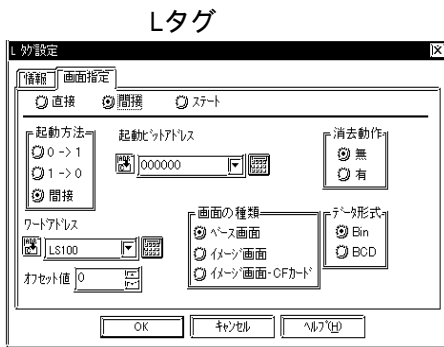 Lタグ
L ﾀｸﾞ設定
情報 画面指定
直接 間接 ｽﾃｰﾄ
起動方法
0 -> 1
1 -> 0
間接
起動ﾋﾞｯﾄｱﾄﾞﾚｽ
000000
消去動作
無
有
ﾜｰﾄﾞｱﾄﾞﾚｽ
LS100
ｵﾌｾｯﾄ値 0
画面の種類
ﾍﾞｰｽ画面
ｲﾒｰｼﾞ画面
ｲﾒｰｼﾞ画面・CFｶｰﾄﾞ
ﾃﾞｰﾀ形式
Bin
BCD
OK ｷｬﾝｾﾙ ﾍﾙﾌﾟ(H)